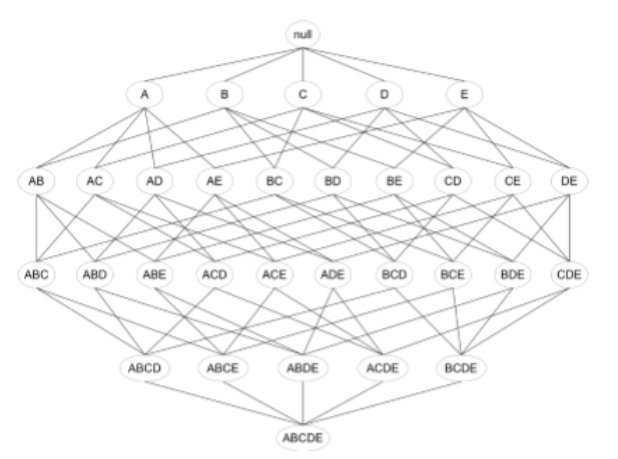 null
A B C D E
AB AC AD AE BC BD BE CD CE DE
ABC ABD ABE ACD ACE ADE BCD BCE BDE CDE
ABCD ABCE ABDE ACDE BCDE
ABCDE